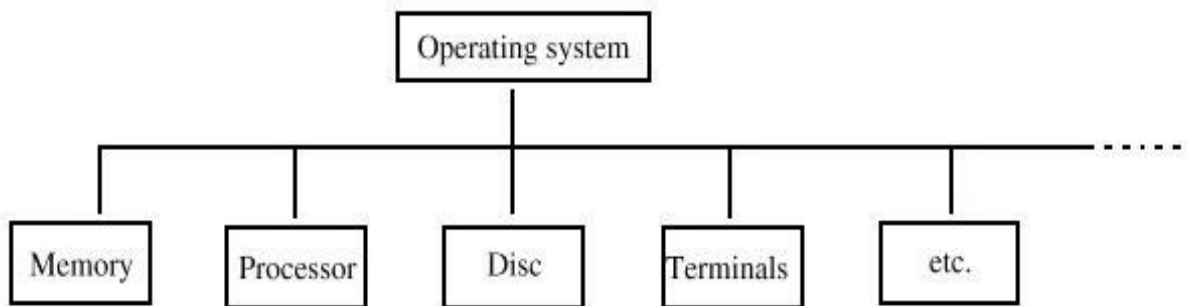 Operating system
Memory
Processor
Disc
Terminals
etc.